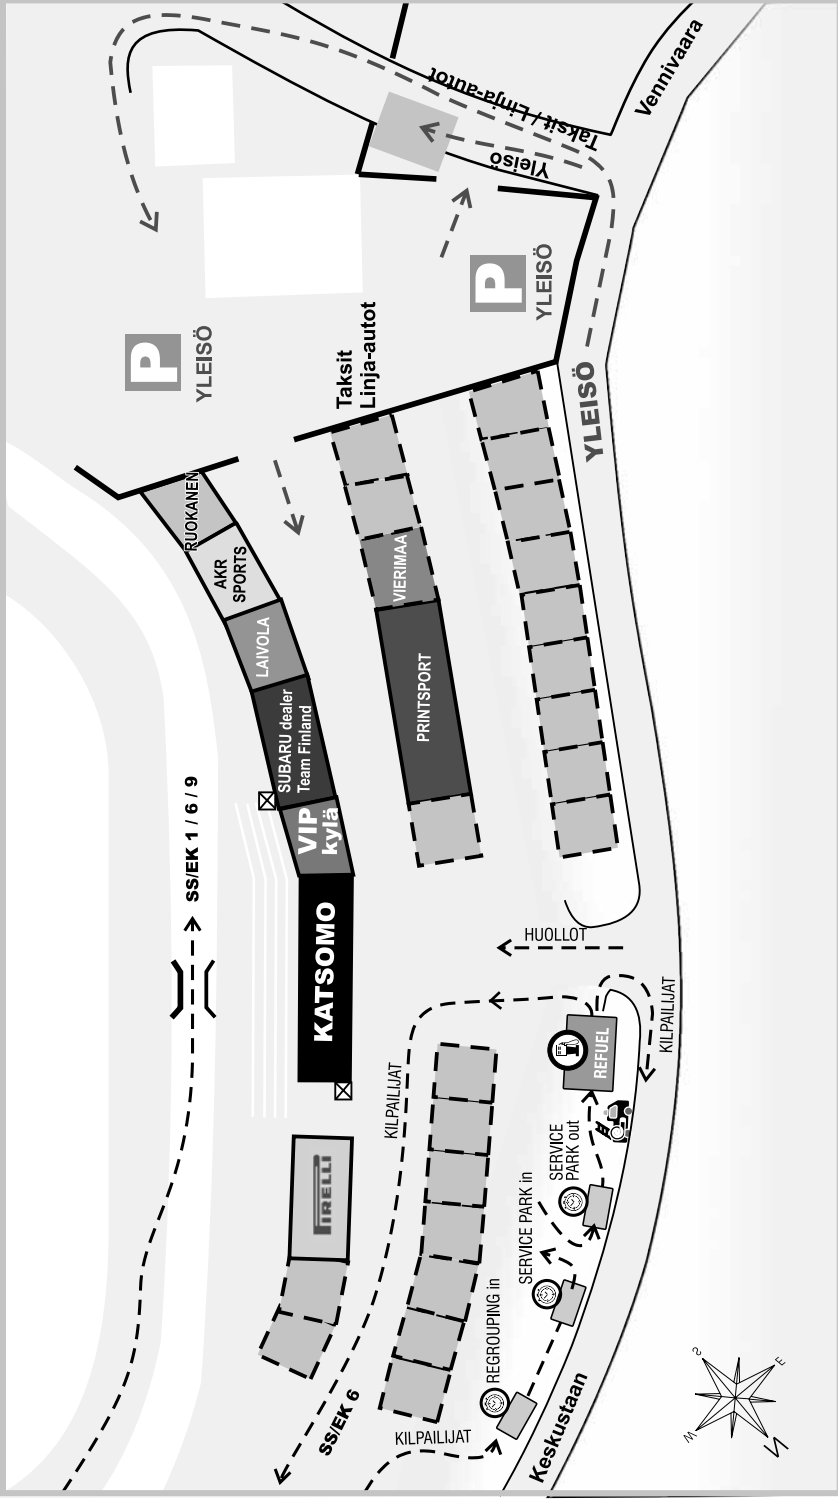 Vennivaara
Taksit / Linja-autot
Yleisö
P
YLEISÖ
P
YLEISÖ
Taksit
Linja-autot
YLEISÖ
RUOKANEN
AKR
SPORTS
LAIVOLA
SUBARU dealer
Team Finland
VIP
kylä
KATSOMO
VIERIMAA
PRINTSPORT
SS/EK 1 / 6 / 9
HUOLLOT
KILPAILIJAT
REFUEL
KILPAILIJAT
PIRELLI
SERVICE
PARK out
SERVICE PARK in
REGROUPING in
SS/EK 6
KILPAILIJAT
Keskustaan
S
E
W
N